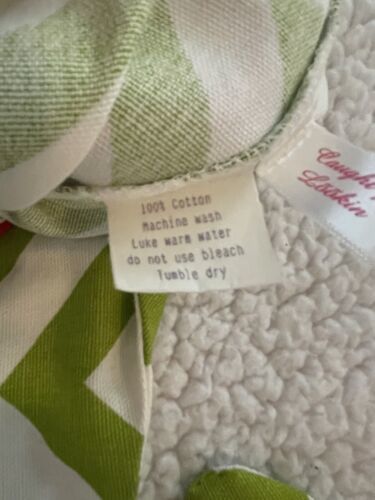 100% Cotton
Machine wash
Luke warm water
do not use bleach
Tumble dry
Caught
Lookin